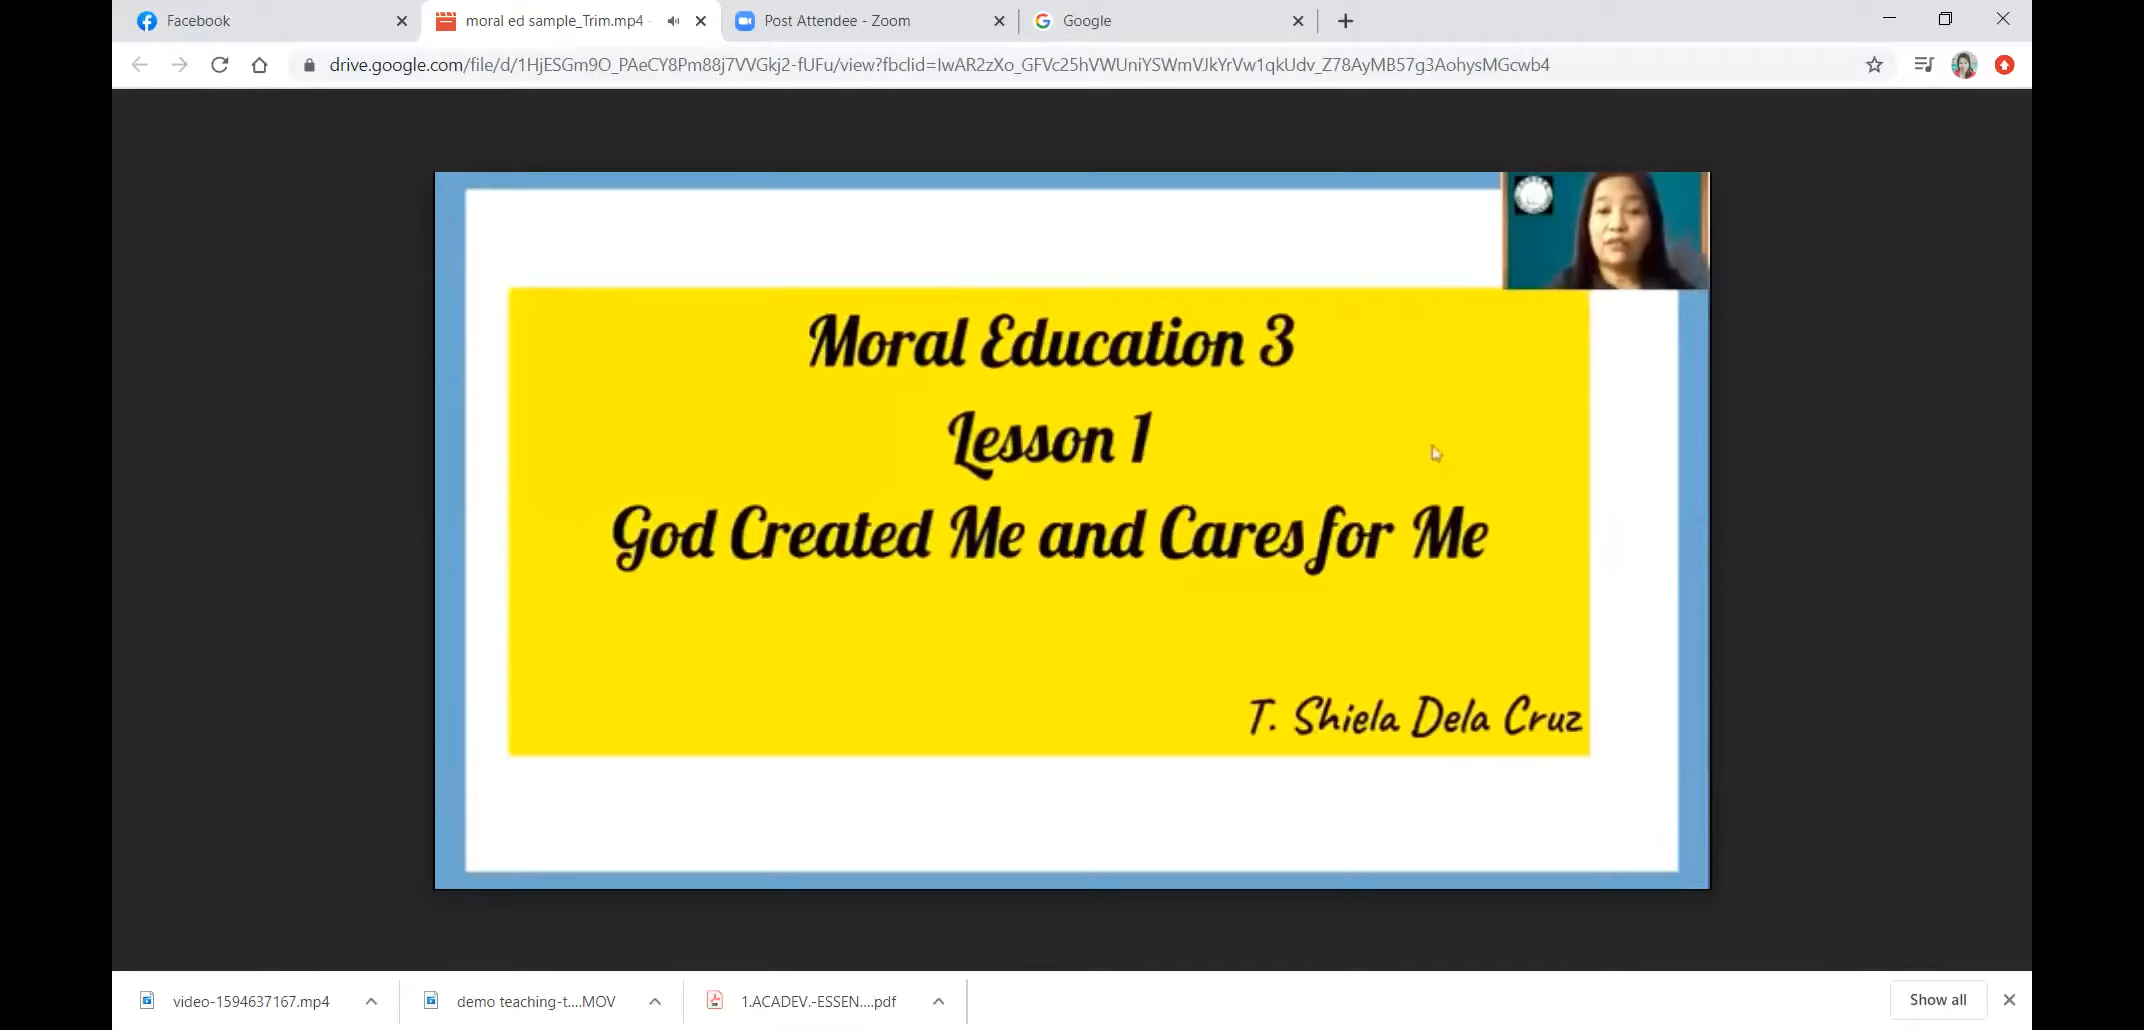 Facebook
moral ed sample_Trim.mp4 -
Post Attendee - Zoom
Google
drive.google.com/file/d/1HjESGm9O_PAeCY8Pm88j7VVGkj2-fUFu/view?fbclid=IwAR2zXo_GFVc25hVWUniYSWmVJkYrVw1qkUdv_Z78AyMB57g3AohysMGcwb4
Moral Education 3
Lesson 1
God Created Me and Cares for Me
T. Shiela Dela Cruz
video-1594637167.mp4
demo teaching-t....MOV
1.ACADEV.-ESSEN....pdf
Show all